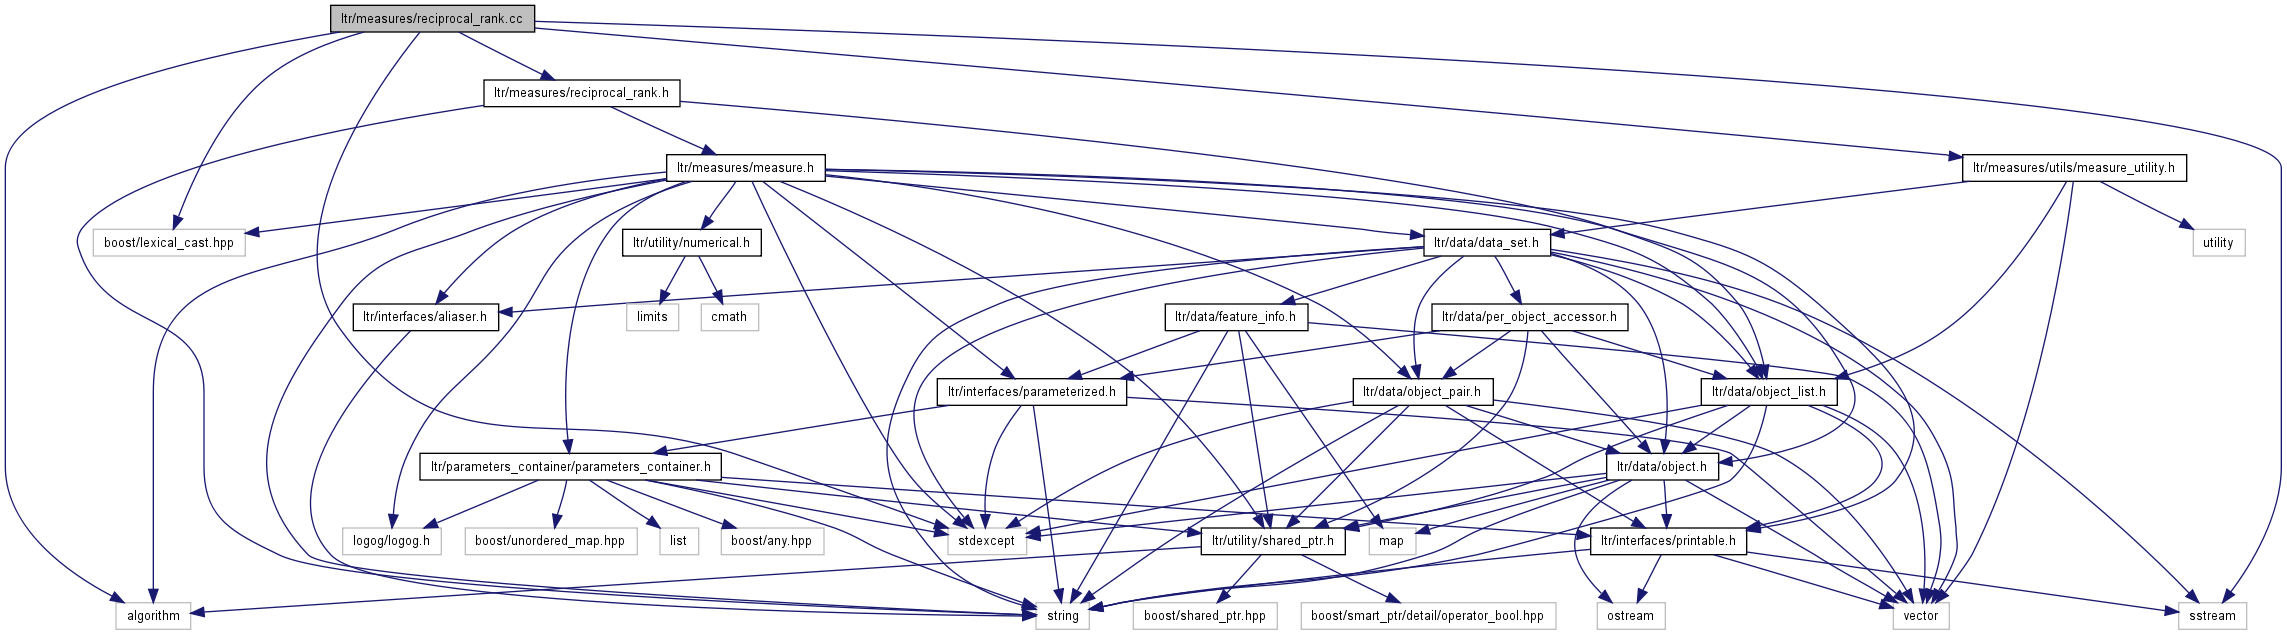 ltr/measures/reciprocal_rank.cc
ltr/measures/reciprocal_rank.h
ltr/measures/measure.h
ltr/measures/utils/measure_utility.h
boost/lexical_cast.hpp
ltr/utility/numerical.h
ltr/data/data_set.h
utility
ltr/interfaces/aliaser.h
limits
cmath
ltr/data/feature_info.h
ltr/data/per_object_accessor.h
ltr/interfaces/parameterized.h
ltr/data/object_pair.h
ltr/data/object_list.h
ltr/parameters_container/parameters_container.h
ltr/data/object.h
logog/logog.h
boost/unordered_map.hpp
list
boost/any.hpp
stdexcept
ltr/utility/shared_ptr.h
map
ltr/interfaces/printable.h
algorithm
string
boost/shared_ptr.hpp
boost/smart_ptr/detail/operator_bool.hpp
ostream
vector
sstream